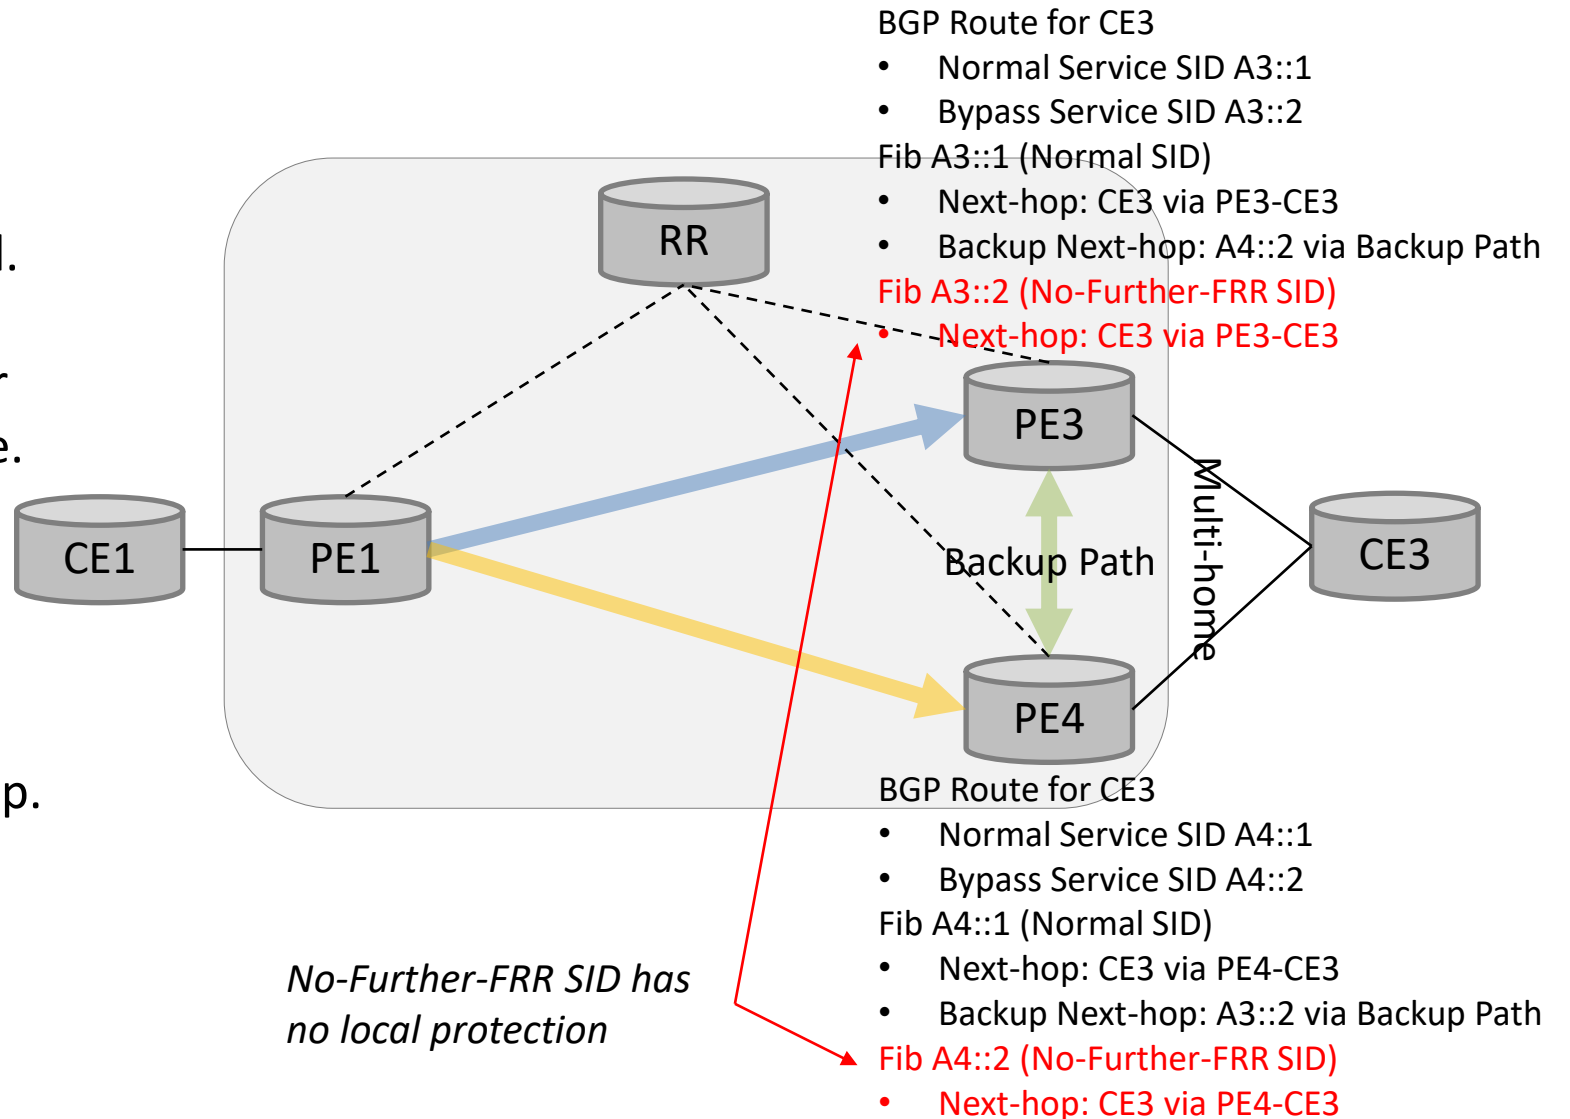 BGP Route for CE3
• Normal Service SID A3::1
• Bypass Service SID A3::2
Fib A3::1 (Normal SID)
• Next-hop: CE3 via PE3-CE3
• Backup Next-hop: A4::2 via Backup Path
Fib A3::2 (No-Further-FRR SID)
• Next-hop: CE3 via PE3-CE3
RR
PE3
e.
CE1
PE1
Backup Path
Multi-home
CE3
PE4
p.
BGP Route for CE3
• Normal Service SID A4::1
• Bypass Service SID A4::2
Fib A4::1 (Normal SID)
• Next-hop: CE3 via PE4-CE3
• Backup Next-hop: A3::2 via Backup Path
Fib A4::2 (No-Further-FRR SID)
• Next-hop: CE3 via PE4-CE3
No-Further-FRR SID has
no local protection